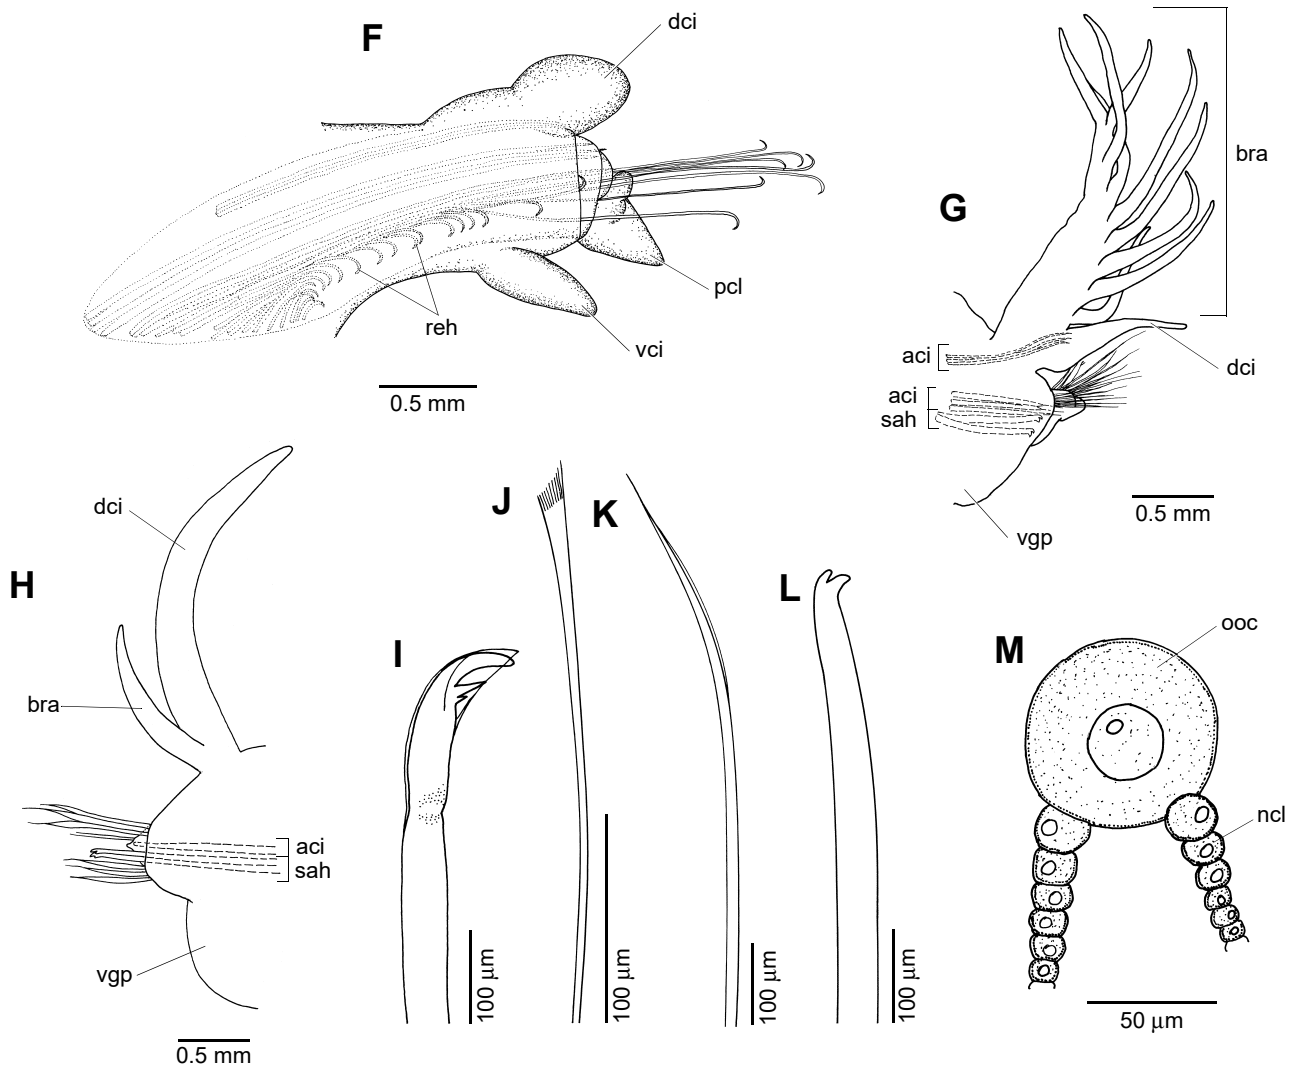 F
dci
reh
pcl
vci
0.5 mm
G
bra
aci
aci
sah
dci
vgp
0.5 mm
H
dci
bra
aci
sah
vgp
0.5 mm
I
100 µm
J
100 µm
K
100 µm
L
100 µm
M
ooc
ncl
50 µm